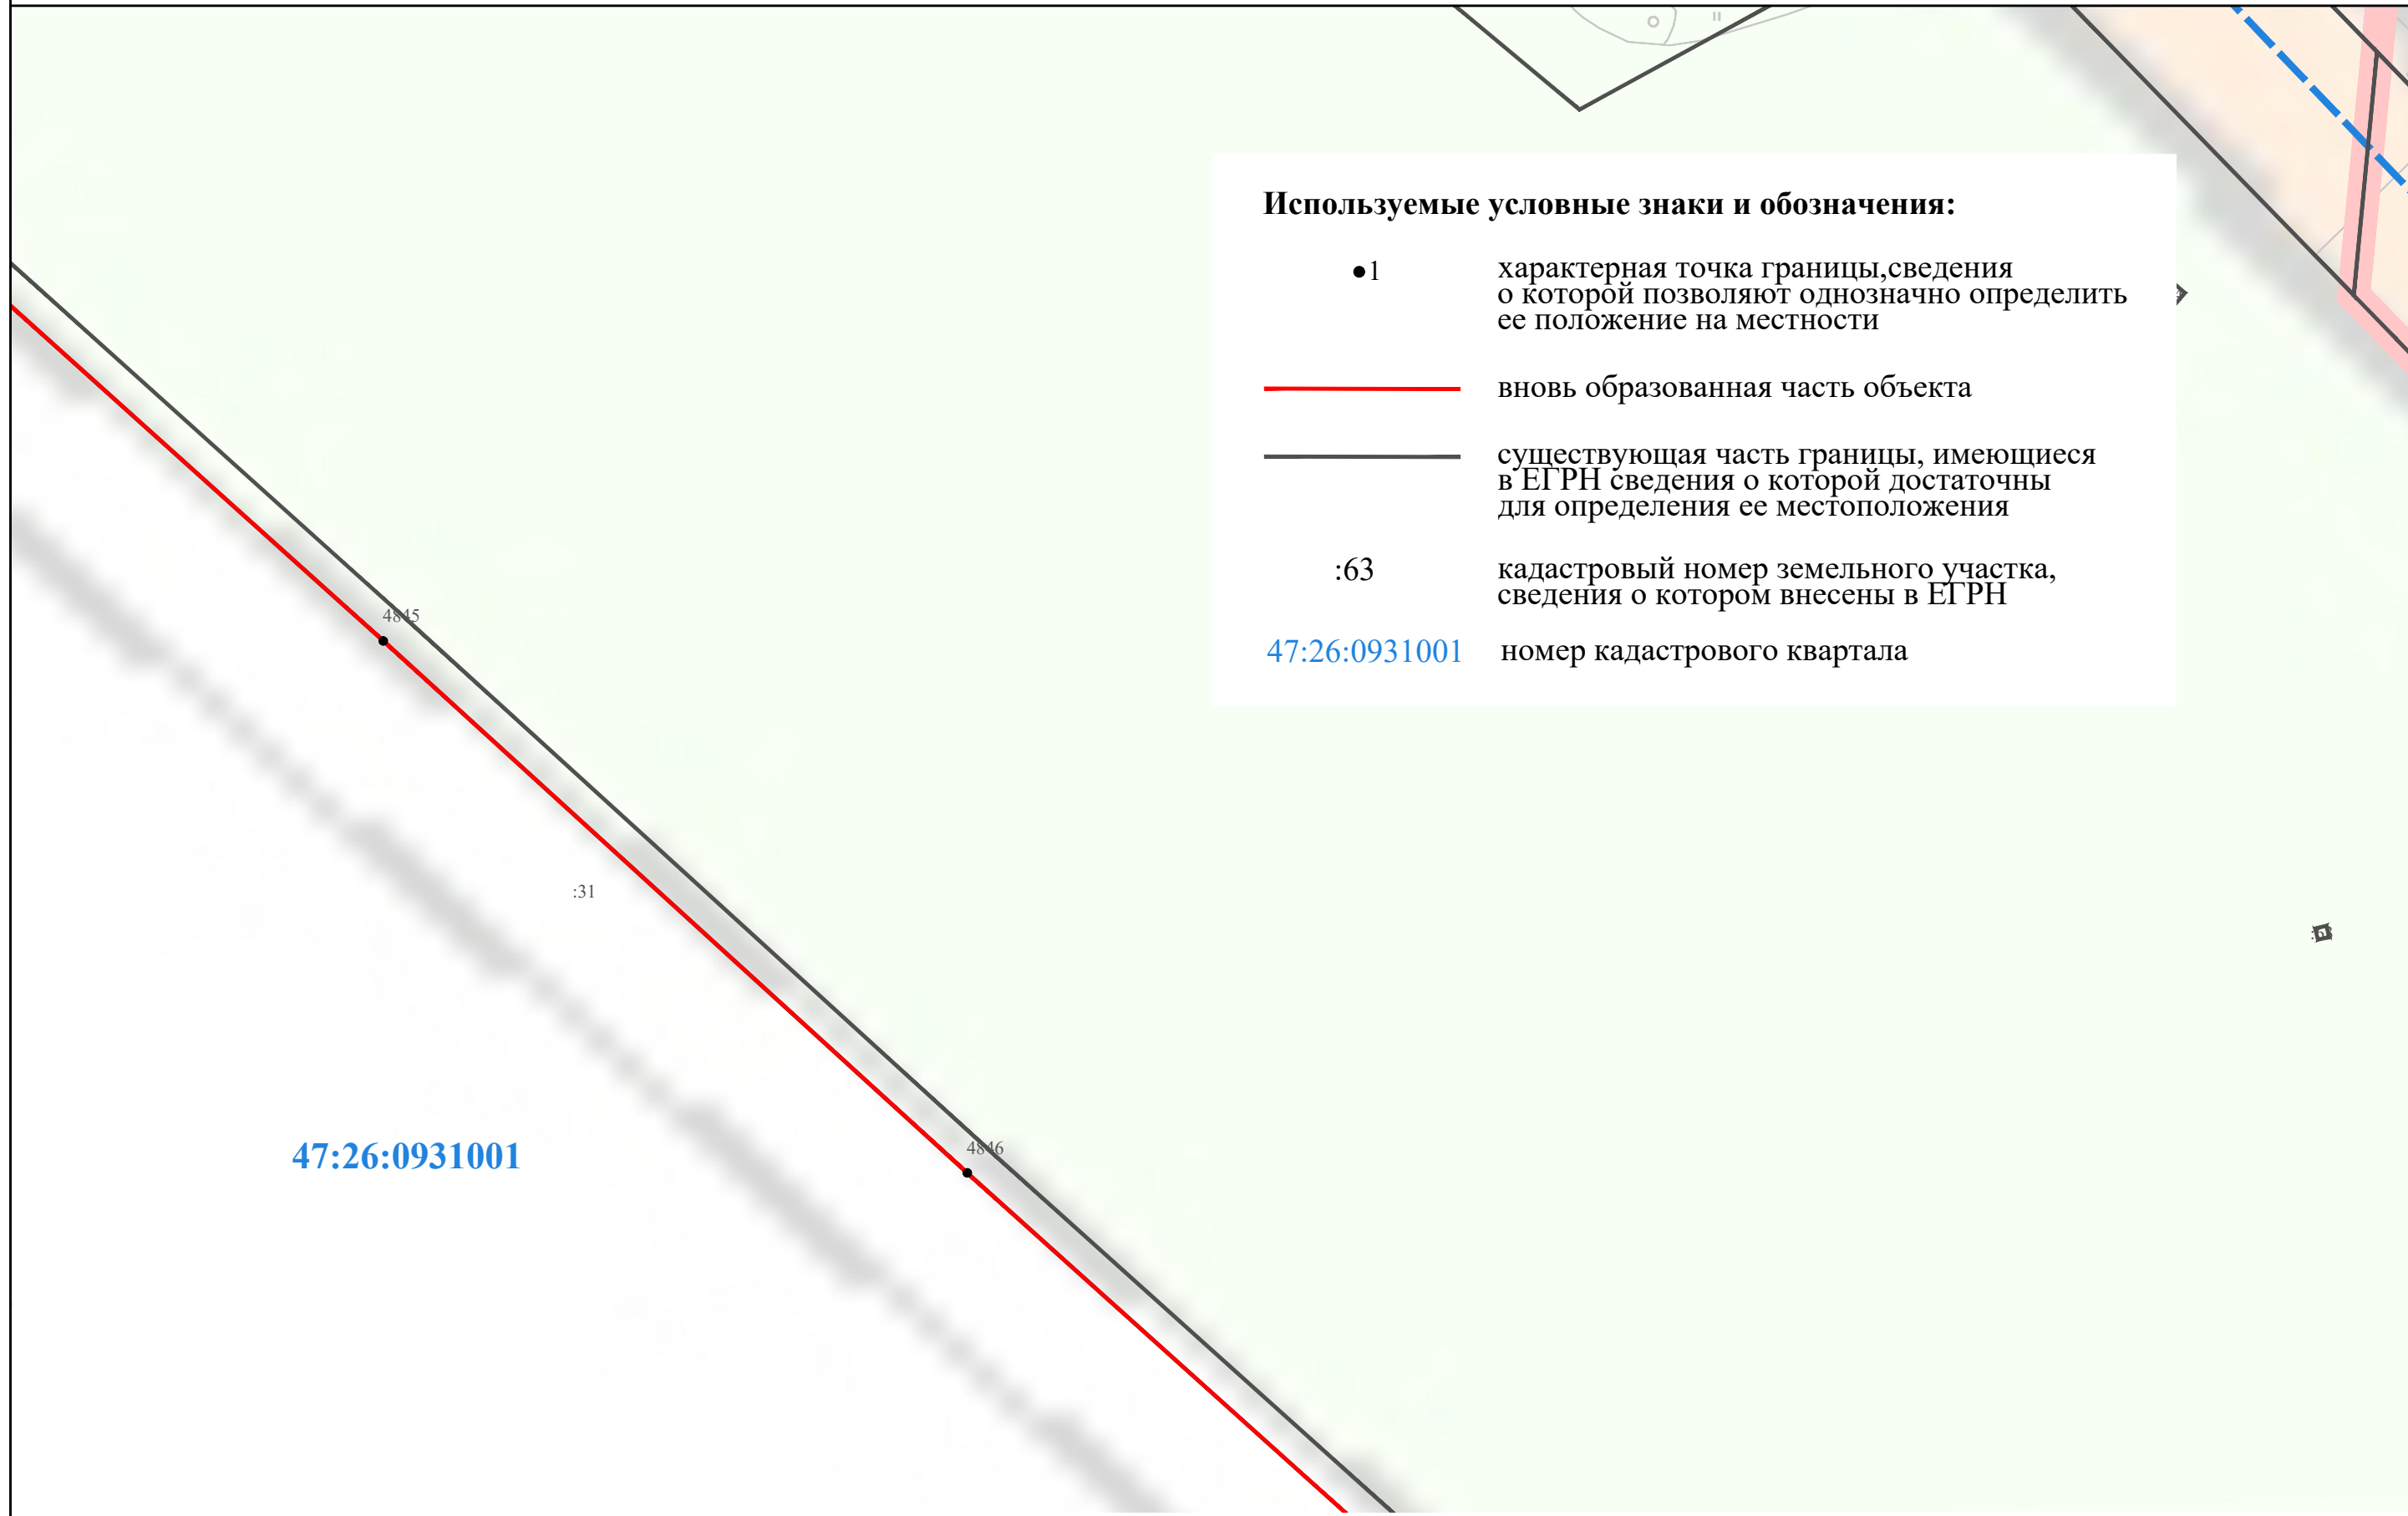 Используемые условные знаки и обозначения:
●1
характерная точка границы,сведения
о которой позволяют однозначно определить
ее положение на местности
вновь образованная часть объекта
существующая часть границы, имеющиеся
в ЕГРН сведения о которой достаточны
для определения ее местоположения
:63
кадастровый номер земельного участка,
сведения о котором внесены в ЕГРН
47:26:0931001 номер кадастрового квартала
4845
:31
4846
47:26:0931001